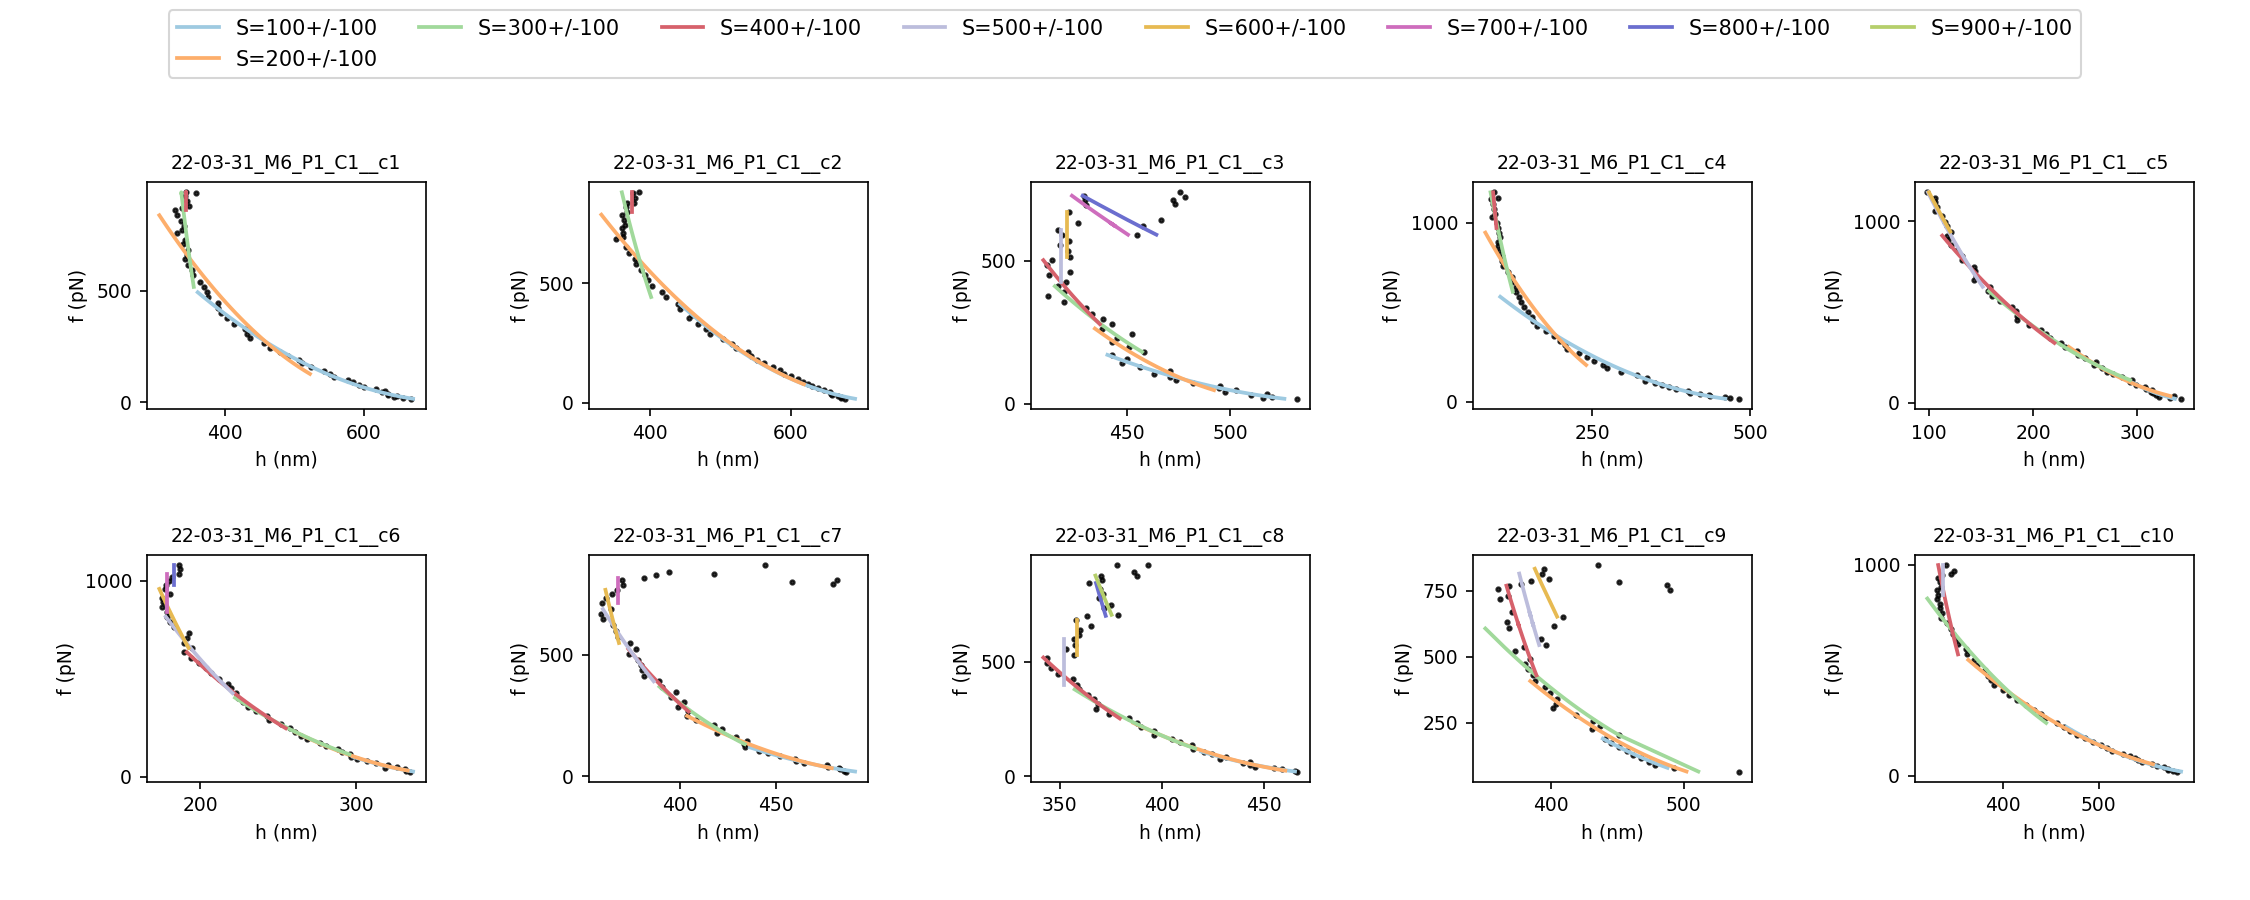 S=100+/-100 S=300+/-100 S=400+/-100 S=500+/-100 S=600+/-100 S=700+/-100 S=800+/-100 S=900+/-100
S=200+/-100
22-03-31_M6_P1_C1__c1 22-03-31_M6_P1_C1__c2 22-03-31_M6_P1_C1__c3 22-03-31_M6_P1_C1__c4 22-03-31_M6_P1_C1__c5
f (pN) f (pN) f (pN) f (pN) f (pN)
500 500 500 1000 1000
0 0 0 0 0
400 600 400 600 450 500 250 500 100 200 300
h (nm) h (nm) h (nm) h (nm) h (nm)
22-03-31_M6_P1_C1__c6 22-03-31_M6_P1_C1__c7 22-03-31_M6_P1_C1__c8 22-03-31_M6_P1_C1__c9 22-03-31_M6_P1_C1__c10
f (pN) f (pN) f (pN) f (pN) f (pN)
1000 500 500 750 1000
0 0 0 500 0
250
200 300 400 450 350 400 450 400 500 400 500
h (nm) h (nm) h (nm) h (nm) h (nm)